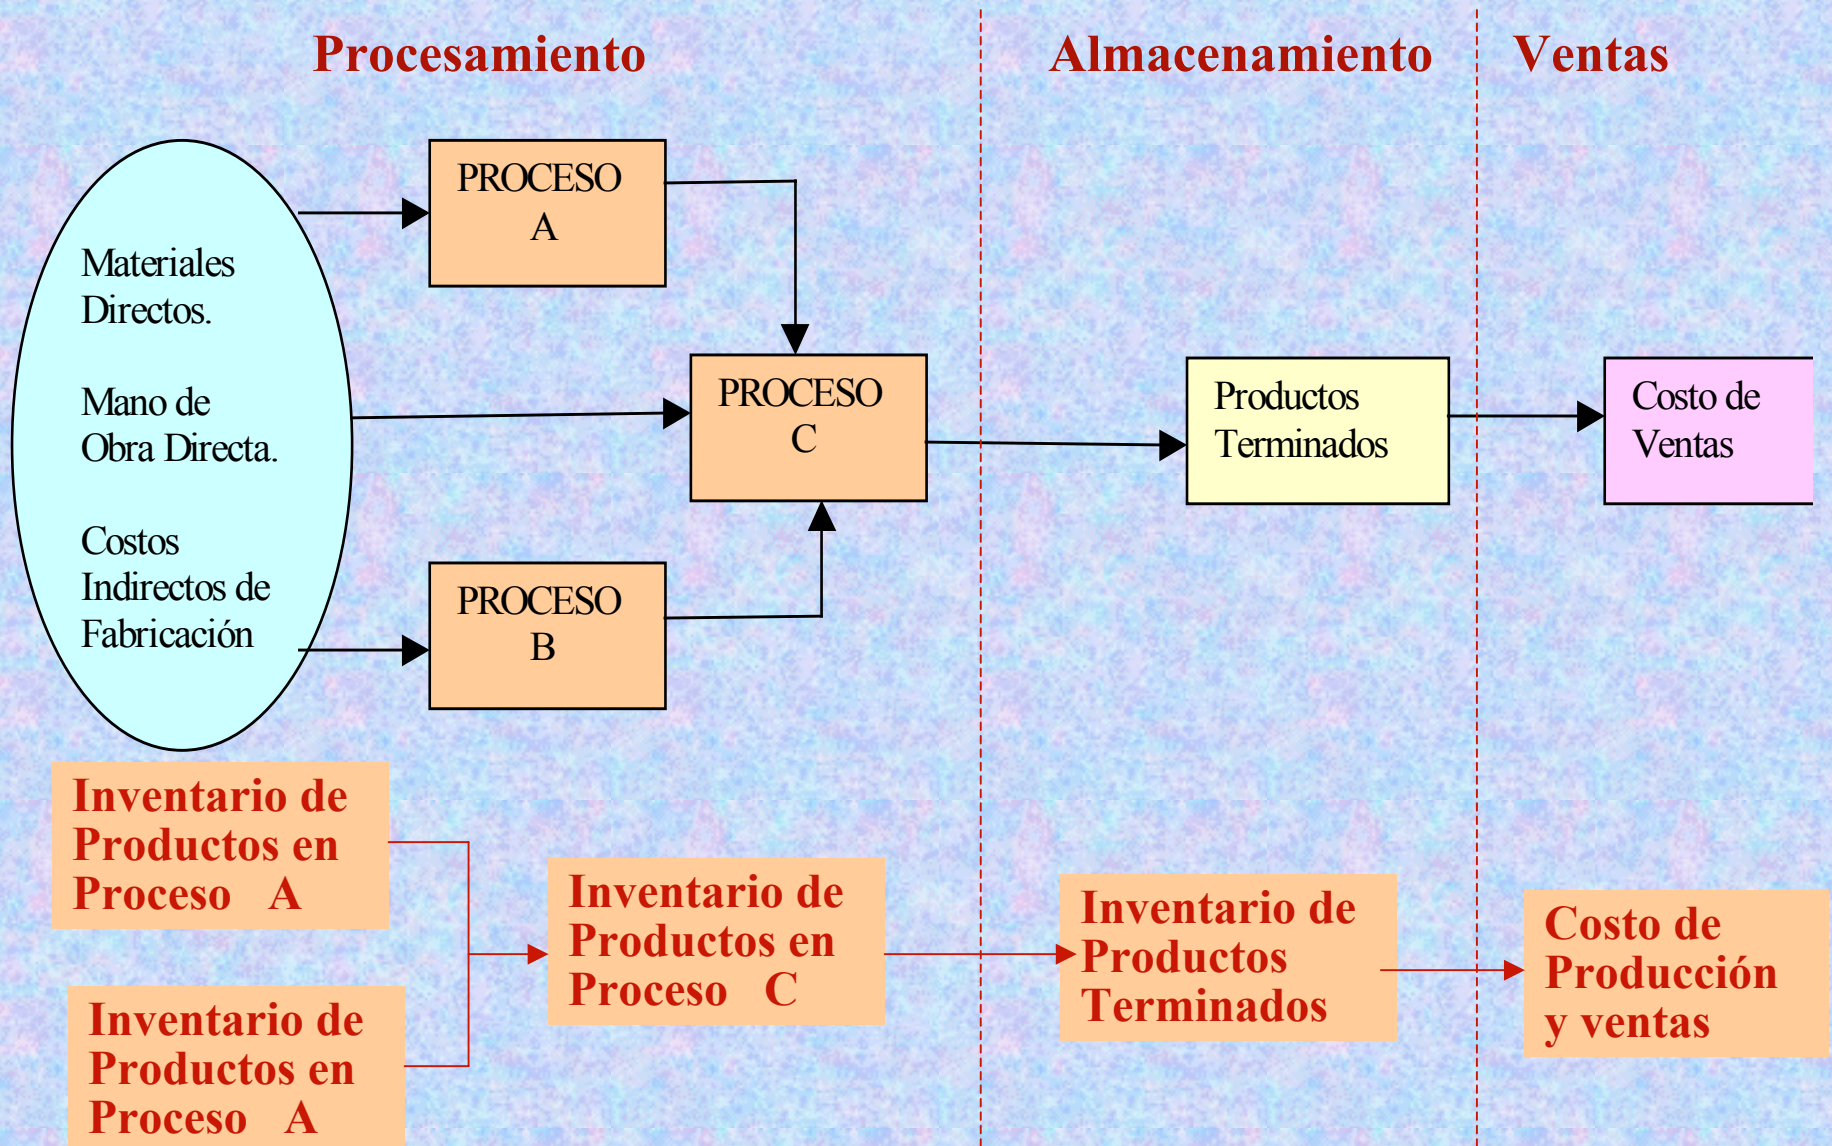 Procesamiento
Almacenamiento
Ventas
Materiales
Directos.
Mano de
Obra Directa.
Costos
Indirectos de
Fabricación
PROCESO
A
PROCESO
C
PROCESO
B
Productos
Terminados
Costo de
Ventas
Inventario de
Productos en
Proceso A
Inventario de
Productos en
Proceso A
Inventario de
Productos en
Proceso C
Inventario de
Productos
Terminados
Costo de
Producción
y ventas